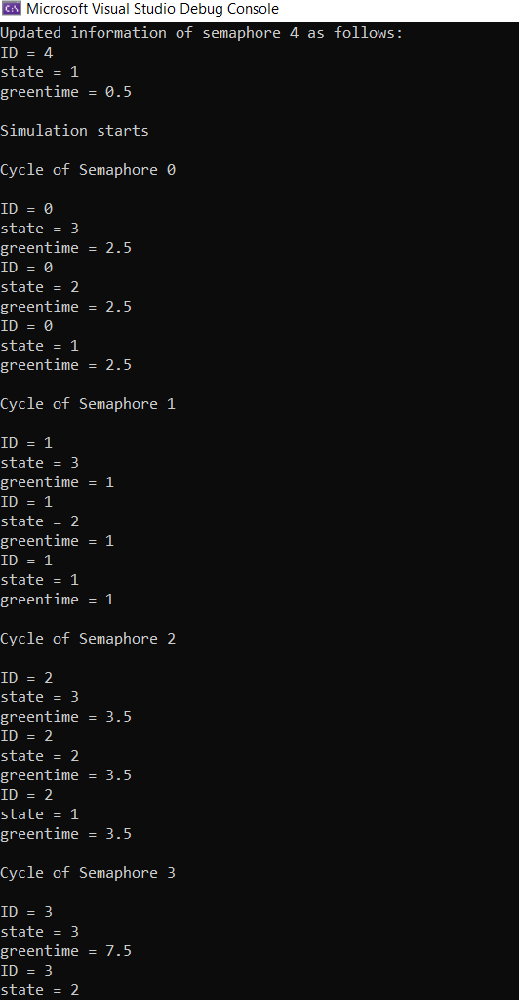 Microsoft Visual Studio Debug Console
Updated information of semaphore 4 as follows:
ID = 4
state = 1
greentime = 0.5
Simulation starts
Cycle of Semaphore 0
ID = 0
state = 3
greentime = 2.5
ID = 0
state = 2
greentime = 2.5
ID = 0
state = 1
greentime = 2.5
Cycle of Semaphore 1
ID = 1
state = 3
greentime = 1
ID = 1
state = 2
greentime = 1
ID = 1
state = 1
greentime = 1
Cycle of Semaphore 2
ID = 2
state = 3
greentime = 3.5
ID = 2
state = 2
greentime = 3.5
ID = 2
state = 1
greentime = 3.5
Cycle of Semaphore 3
ID = 3
state = 3
greentime = 7.5
ID = 3
state = 2